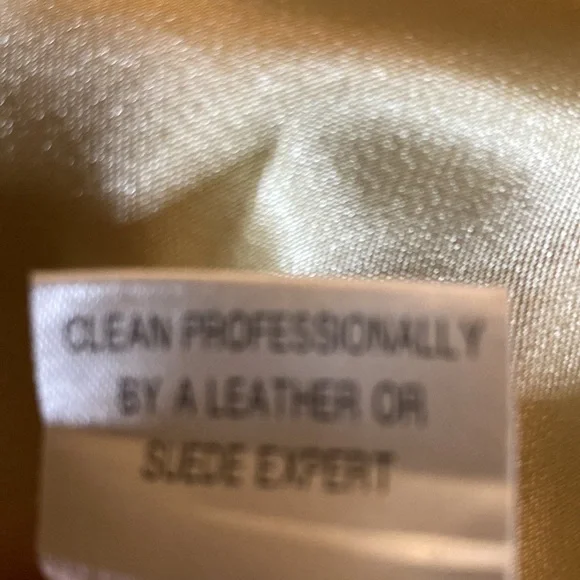 CLEAN PROFESSIONALLY
BY A LEATHER OR
SUEDE EXPERT